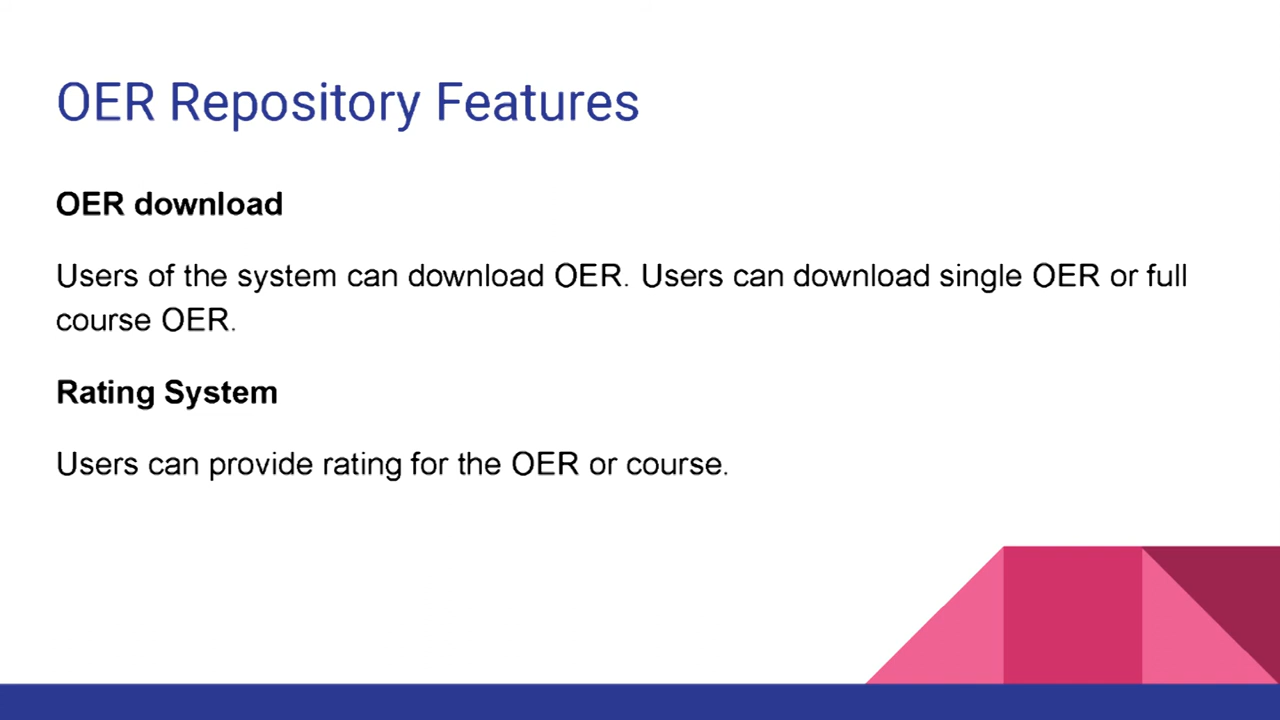 OER Repository Features
OER download
Users of the system can download OER. Users can download single OER or full
course OER.
Rating System
Users can provide rating for the OER or course.